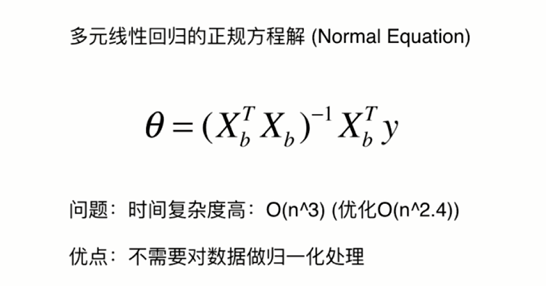 多元线性回归的正规方程解 (Normal Equation)
θ = (X_b^T X_b)^{-1} X_b^T y
问题：时间复杂度高：O(n^3) (优化O(n^2.4))
优点：不需要对数据做归一化处理